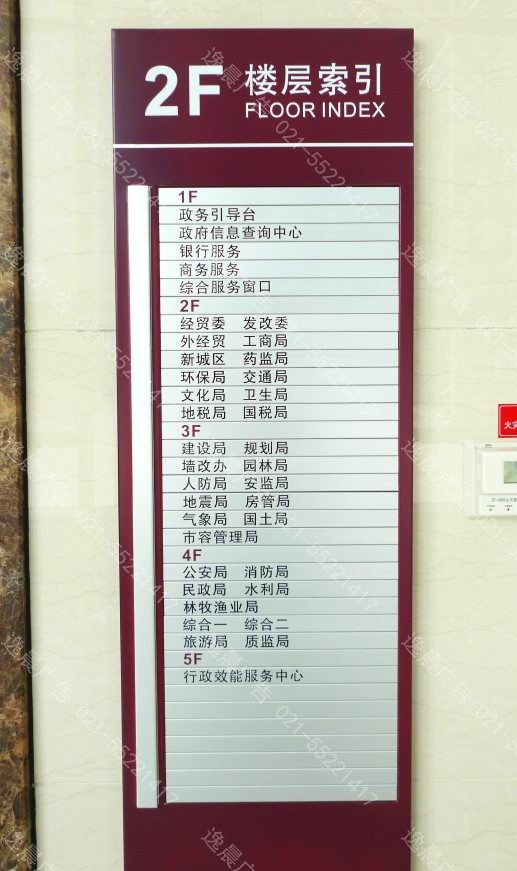 2F 楼层索引
FLOOR INDEX
1F
政务引导台
政府信息查询中心
银行服务
商务服务
综合服务窗口
2F
经贸委 发改委
外经贸 工商局
新城区 药监局
环保局 交通局
文化局 卫生局
地税局 国税局
3F
建设局 规划局
墙改办 园林局
人防局 安监局
地震局 房管局
气象局 国土局
市容管理局
4F
公安局 消防局
民政局 水利局
林牧渔业局
综合一 综合二
旅游局 质监局
5F
行政效能服务中心
逸晨广告 021-55221417